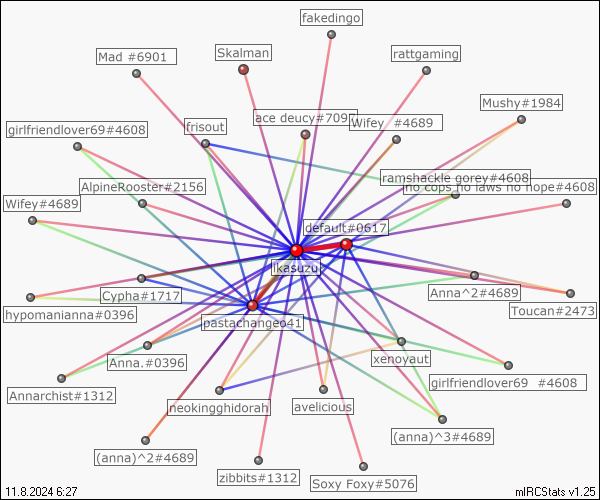 fakedingo
Skalman
Mad #6901
rattgaming
Mushy#1984
ace deucy#709
Wifey  #4689
frisout
girlfriendlover69#4608
ramshackle gorey#4608
no cops no laws no hope#4608
AlpineRooster#2156
Wifey#4689
default#0617
ikasuzu
Anna^2#4689
Cypha#1717
Toucan#2473
hypomanianna#0396
pastachangeo41
xenoyaut
Anna.#0396
girlfriendlover69  #4608
Annarchist#1312
neokingghidorah
avelicious
(anna)^3#4689
(anna)^2#4689
zibbits#1312
Soxy Foxy#5076
11.8.2024 6:27
mIRCStats v1.25